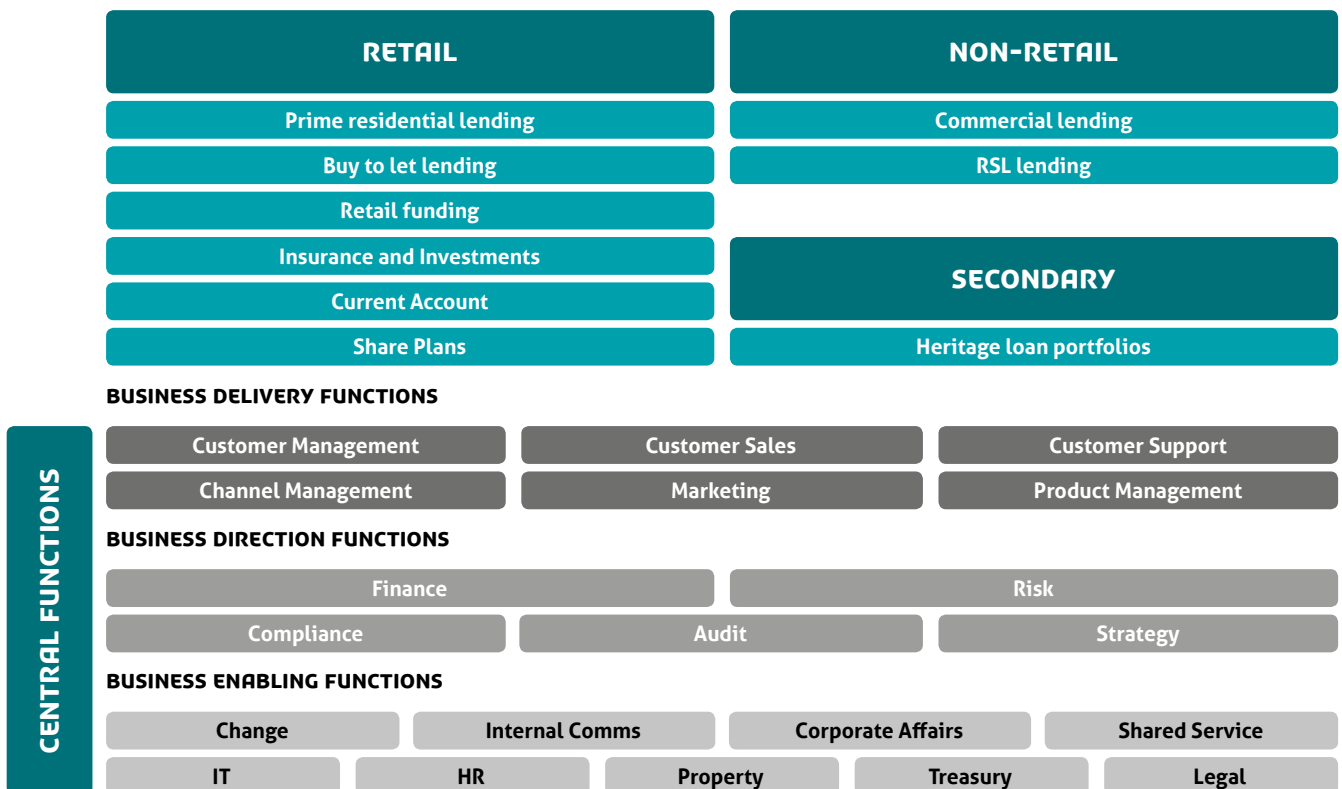 RETAIL
Prime residential lending
Buy to let lending
Retail funding
Insurance and Investments
Current Account
Share Plans
NON-RETAIL
Commercial lending
RSL lending
SECONDARY
Heritage loan portfolios
CENTRAL FUNCTIONS
BUSINESS DELIVERY FUNCTIONS
Customer Management
Customer Sales
Customer Support
Channel Management
Marketing
Product Management
BUSINESS DIRECTION FUNCTIONS
Finance
Risk
Compliance
Audit
Strategy
BUSINESS ENABLING FUNCTIONS
Change
Internal Comms
Corporate Affairs
Shared Service
IT
HR
Property
Treasury
Legal